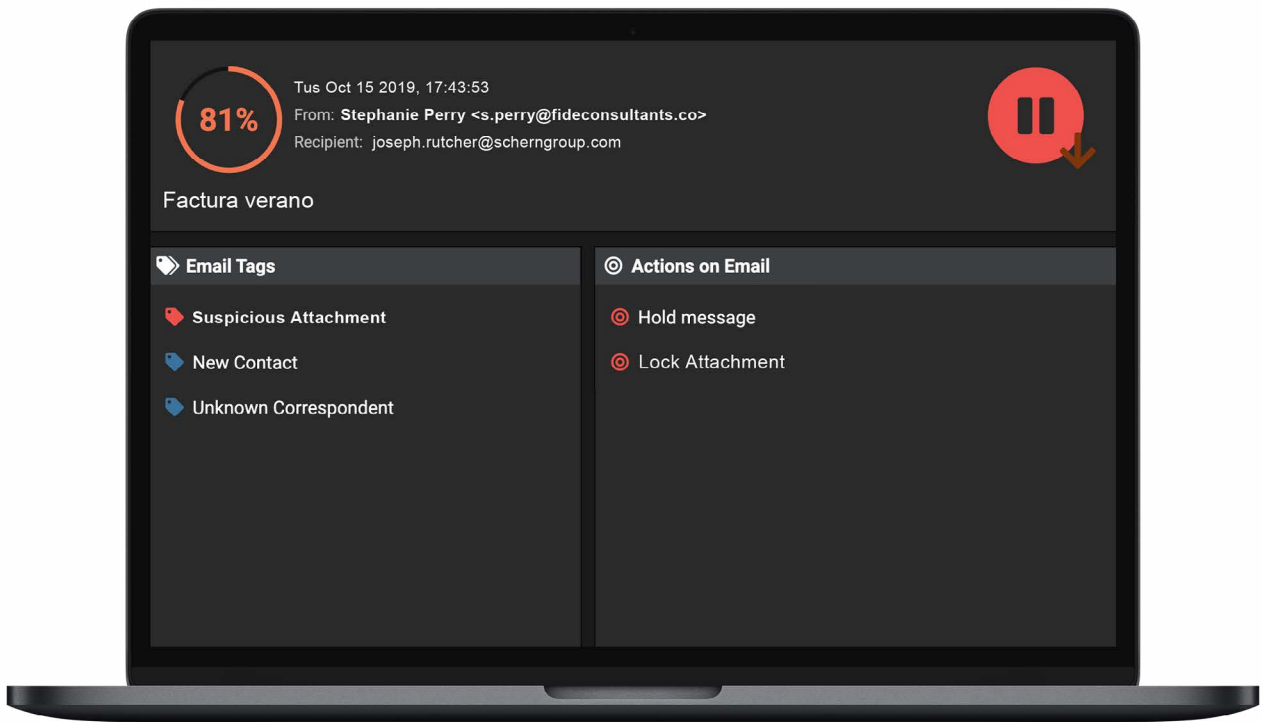 81%
Tue Oct 15 2019, 17:43:53
From: Stephanie Perry <s.perry@fideconsultants.co>
Recipient: joseph.rutcher@scherngroup.com
Factura verano
Email Tags
Suspicious Attachment
New Contact
Unknown Correspondent
Actions on Email
Hold message
Lock Attachment